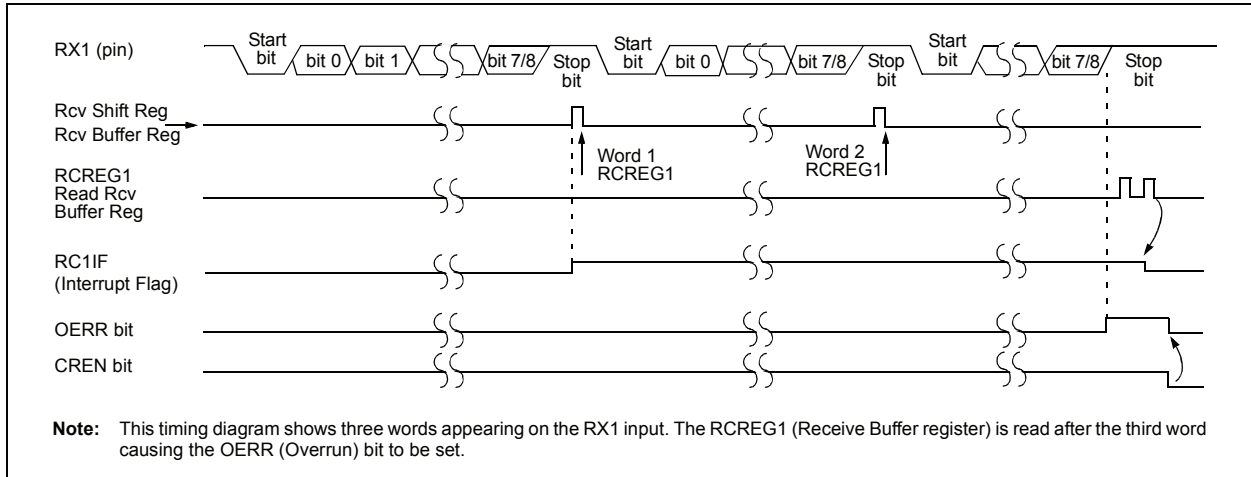 RX1 (pin)
Start
bit
bit 0
bit 1
bit 7/8
Stop
bit
Start
bit
bit 0
bit 7/8
Stop
bit
Start
bit
bit 7/8
Stop
bit
Rcv Shift Reg
Rcv Buffer Reg
Word 1
RCREG1
Word 2
RCREG1
RCREG1
Read Rcv
Buffer Reg
RC1IF
(Interrupt Flag)
OERR bit
CREN bit
Note: This timing diagram shows three words appearing on the RX1 input. The RCREG1 (Receive Buffer register) is read after the third word
causing the OERR (Overrun) bit to be set.